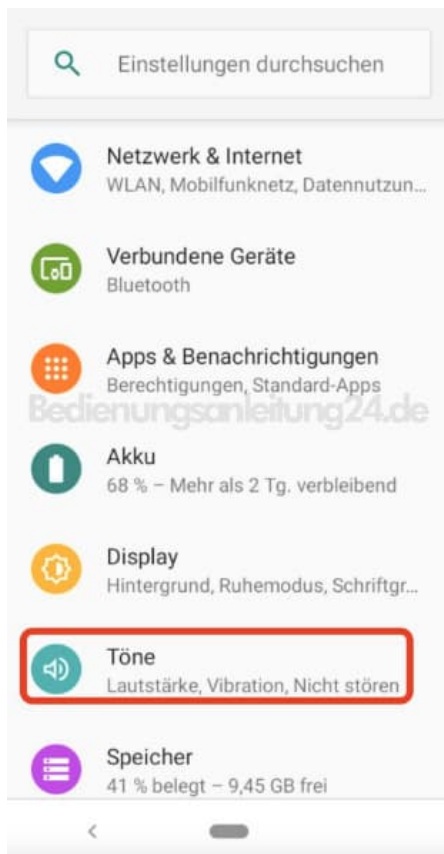 Einstellungen durchsuchen
Netzwerk & Internet
WLAN, Mobilfunknetz, Datennutzun...
Verbundene Geräte
Bluetooth
Apps & Benachrichtigungen
Berechtigungen, Standard-Apps
Bedienungsanleitung24.de
Akku
68 % – Mehr als 2 Tg. verbleibend
Display
Hintergrund, Ruhemodus, Schriftgr...
Töne
Lautstärke, Vibration, Nicht stören
Speicher
41 % belegt – 9,45 GB frei